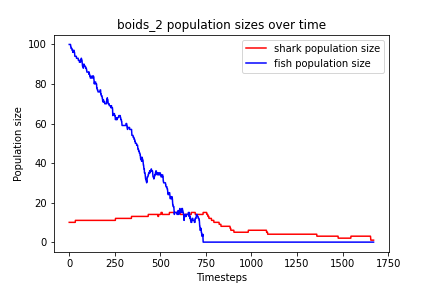 boids_2 population sizes over time
shark population size
fish population size
Population size
100
80
60
40
20
0
0 250 500 750 1000 1250 1500 1750
Timesteps